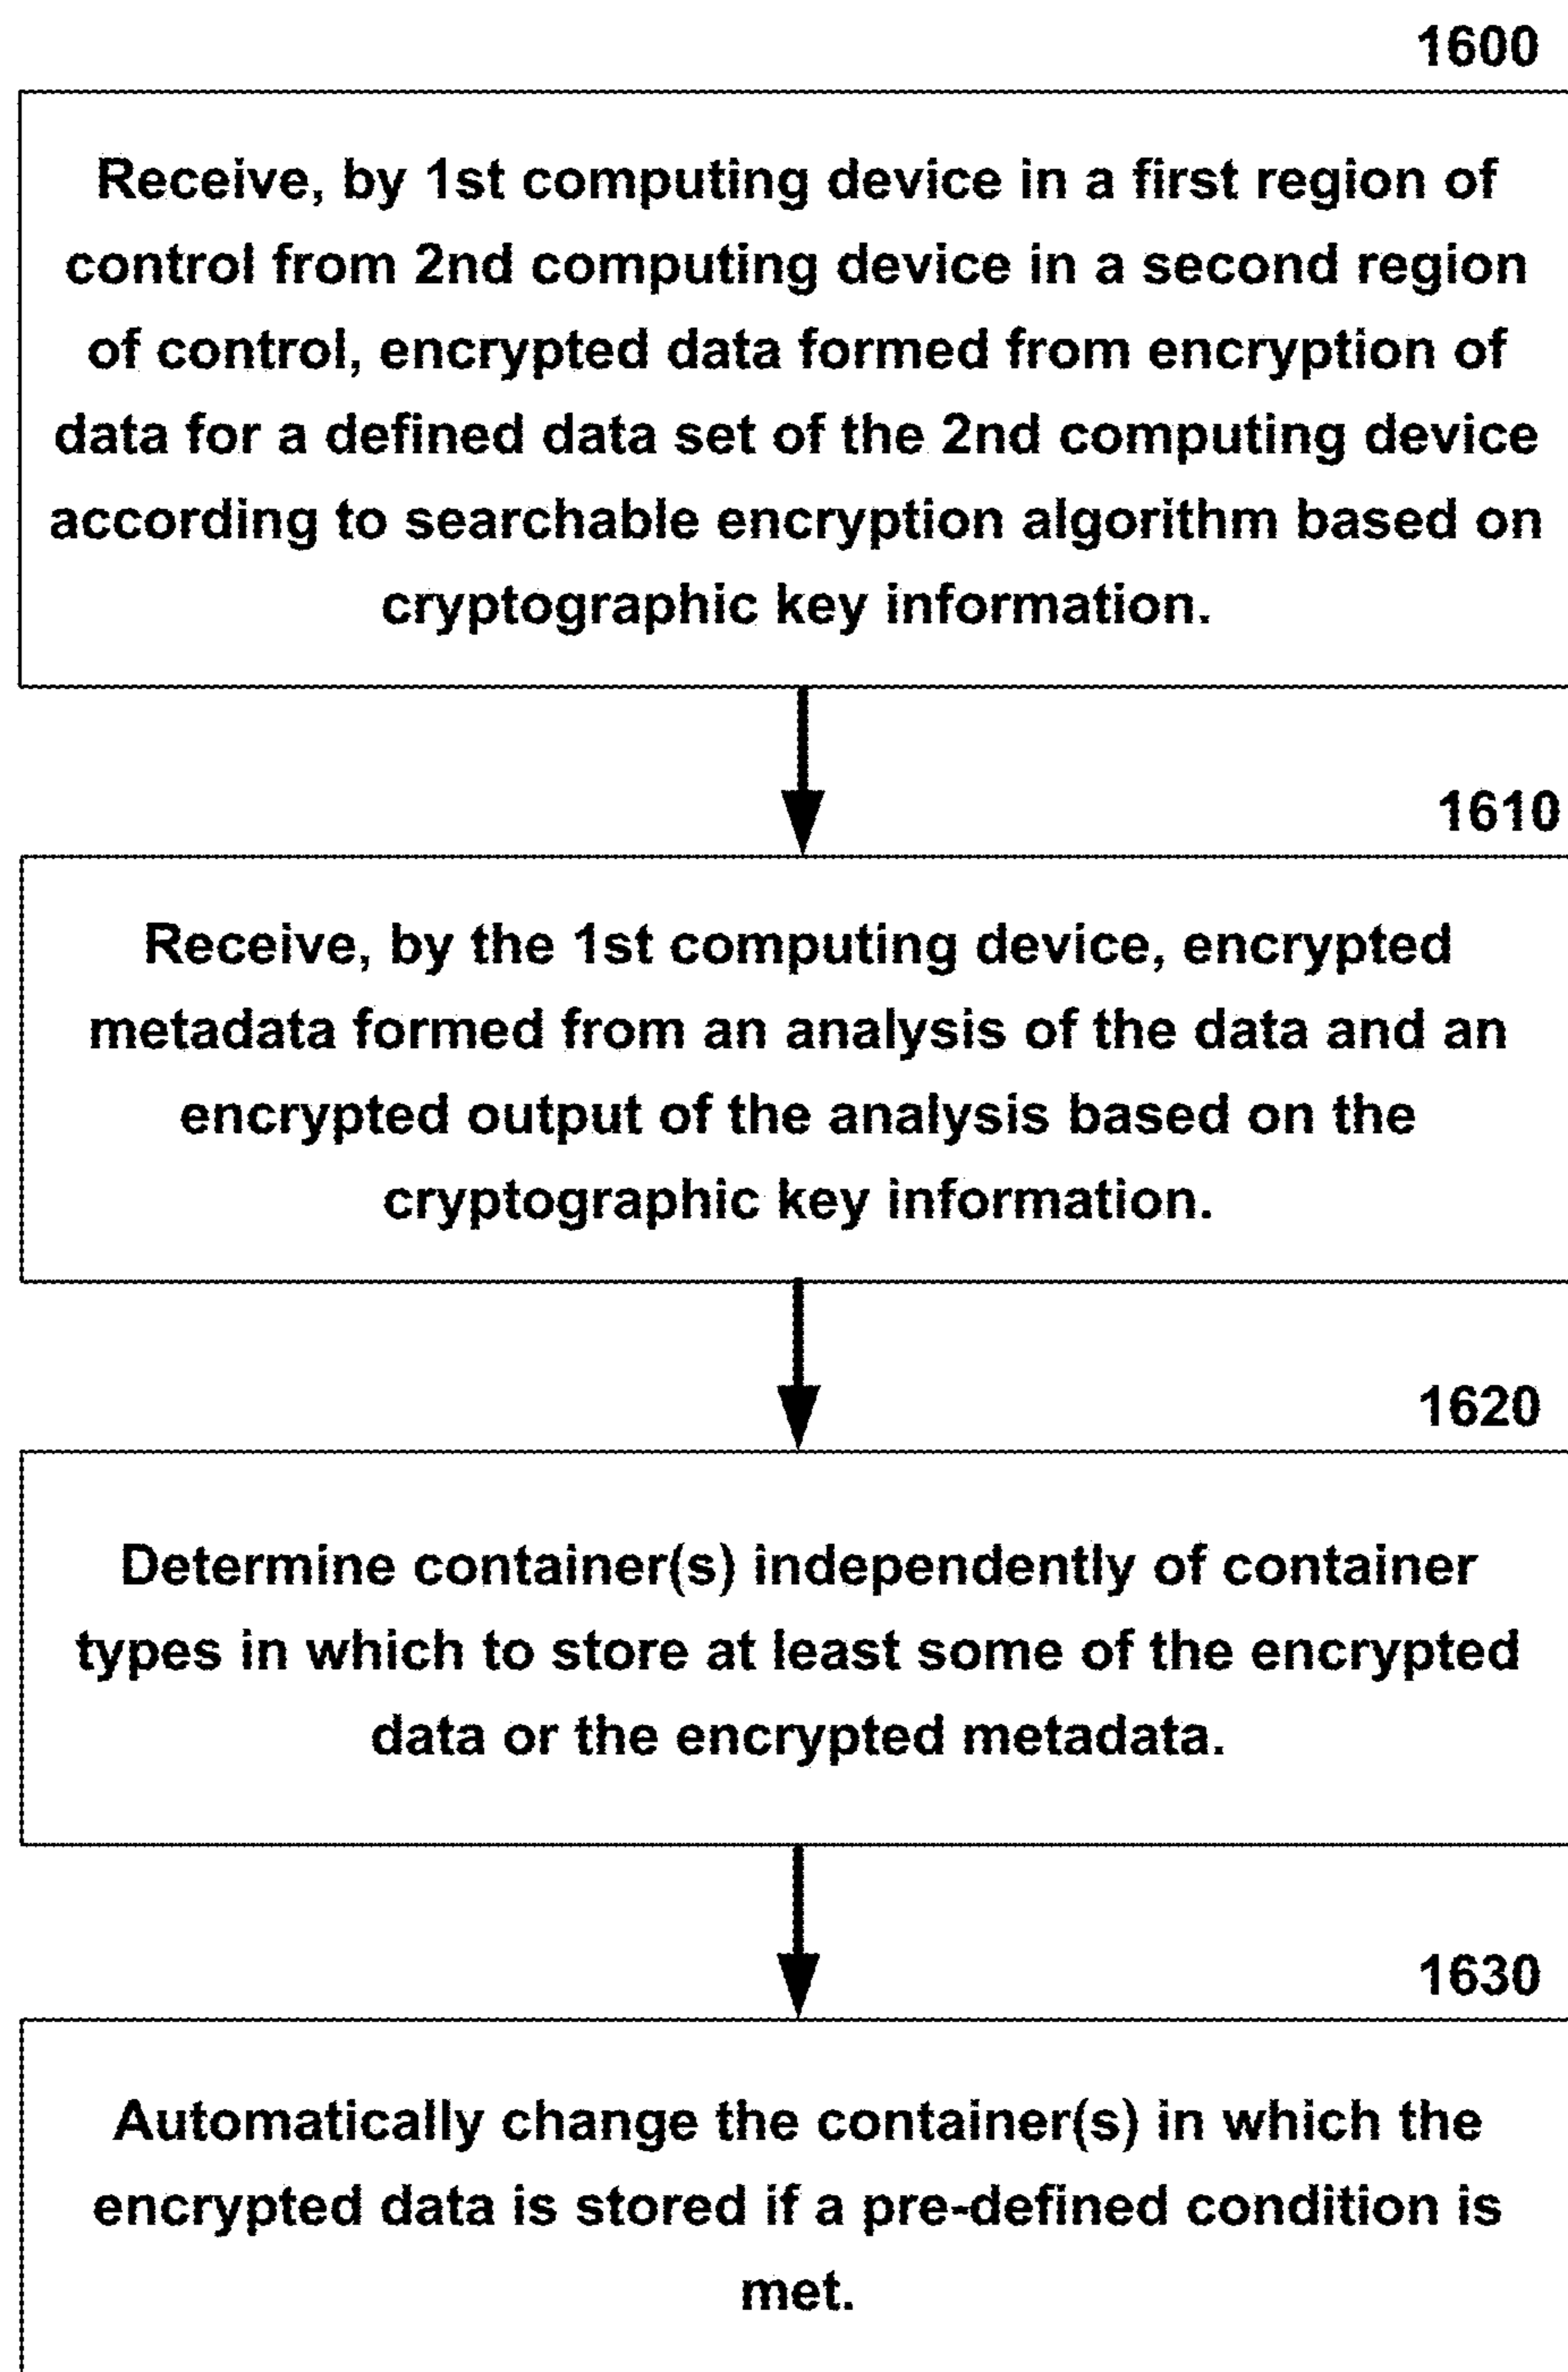 1600
Receive, by 1st computing device in a first region of
control from 2nd computing device in a second region
of control, encrypted data formed from encryption of
data for a defined data set of the 2nd computing device
according to searchable encryption algorithm based on
cryptographic key information.
1610
Receive, by the 1st computing device, encrypted
metadata formed from an analysis of the data and an
encrypted output of the analysis based on the
cryptographic key information.
1620
Determine container(s) independently of container
types in which to store at least some of the encrypted
data or the encrypted metadata.
1630
Automatically change the container(s) in which the
encrypted data is stored if a pre-defined condition is
met.